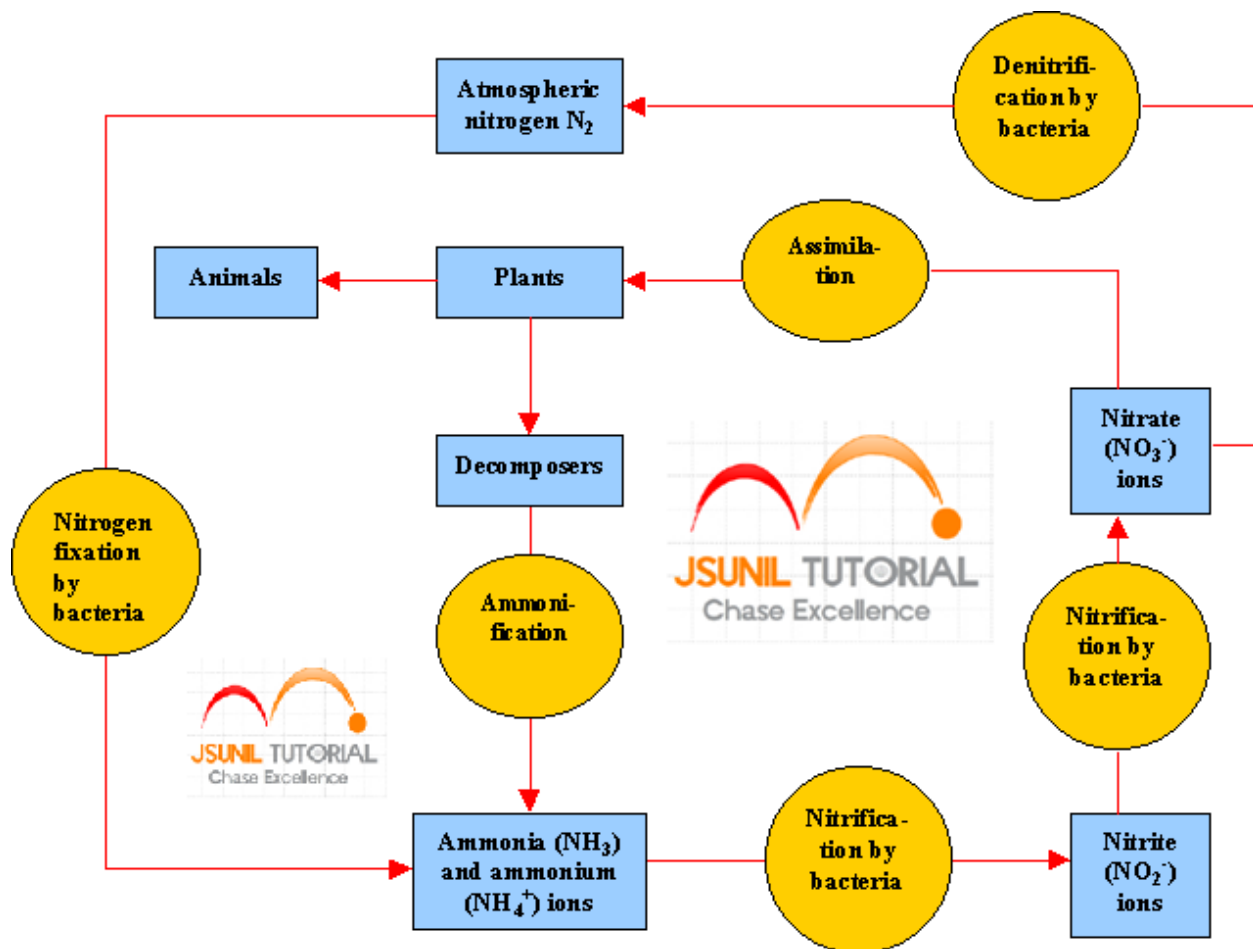 Atmospheric
nitrogen N₂
Denitrifi-
cation by
bacteria
Animals
Plants
Assimila-
tion
Decomposers
Nitrate
(NO₃⁻)
ions
Nitrogen
fixation
by
bacteria
Ammoni-
fication
JSUNIL TUTORIAL
Chase Excellence
Nitrifica-
tion by
bacteria
JSUNIL TUTORIAL
Chase Excellence
Ammonia (NH₃)
and ammonium
(NH₄⁺) ions
Nitrifica-
tion by
bacteria
Nitrite
(NO₂⁻)
ions